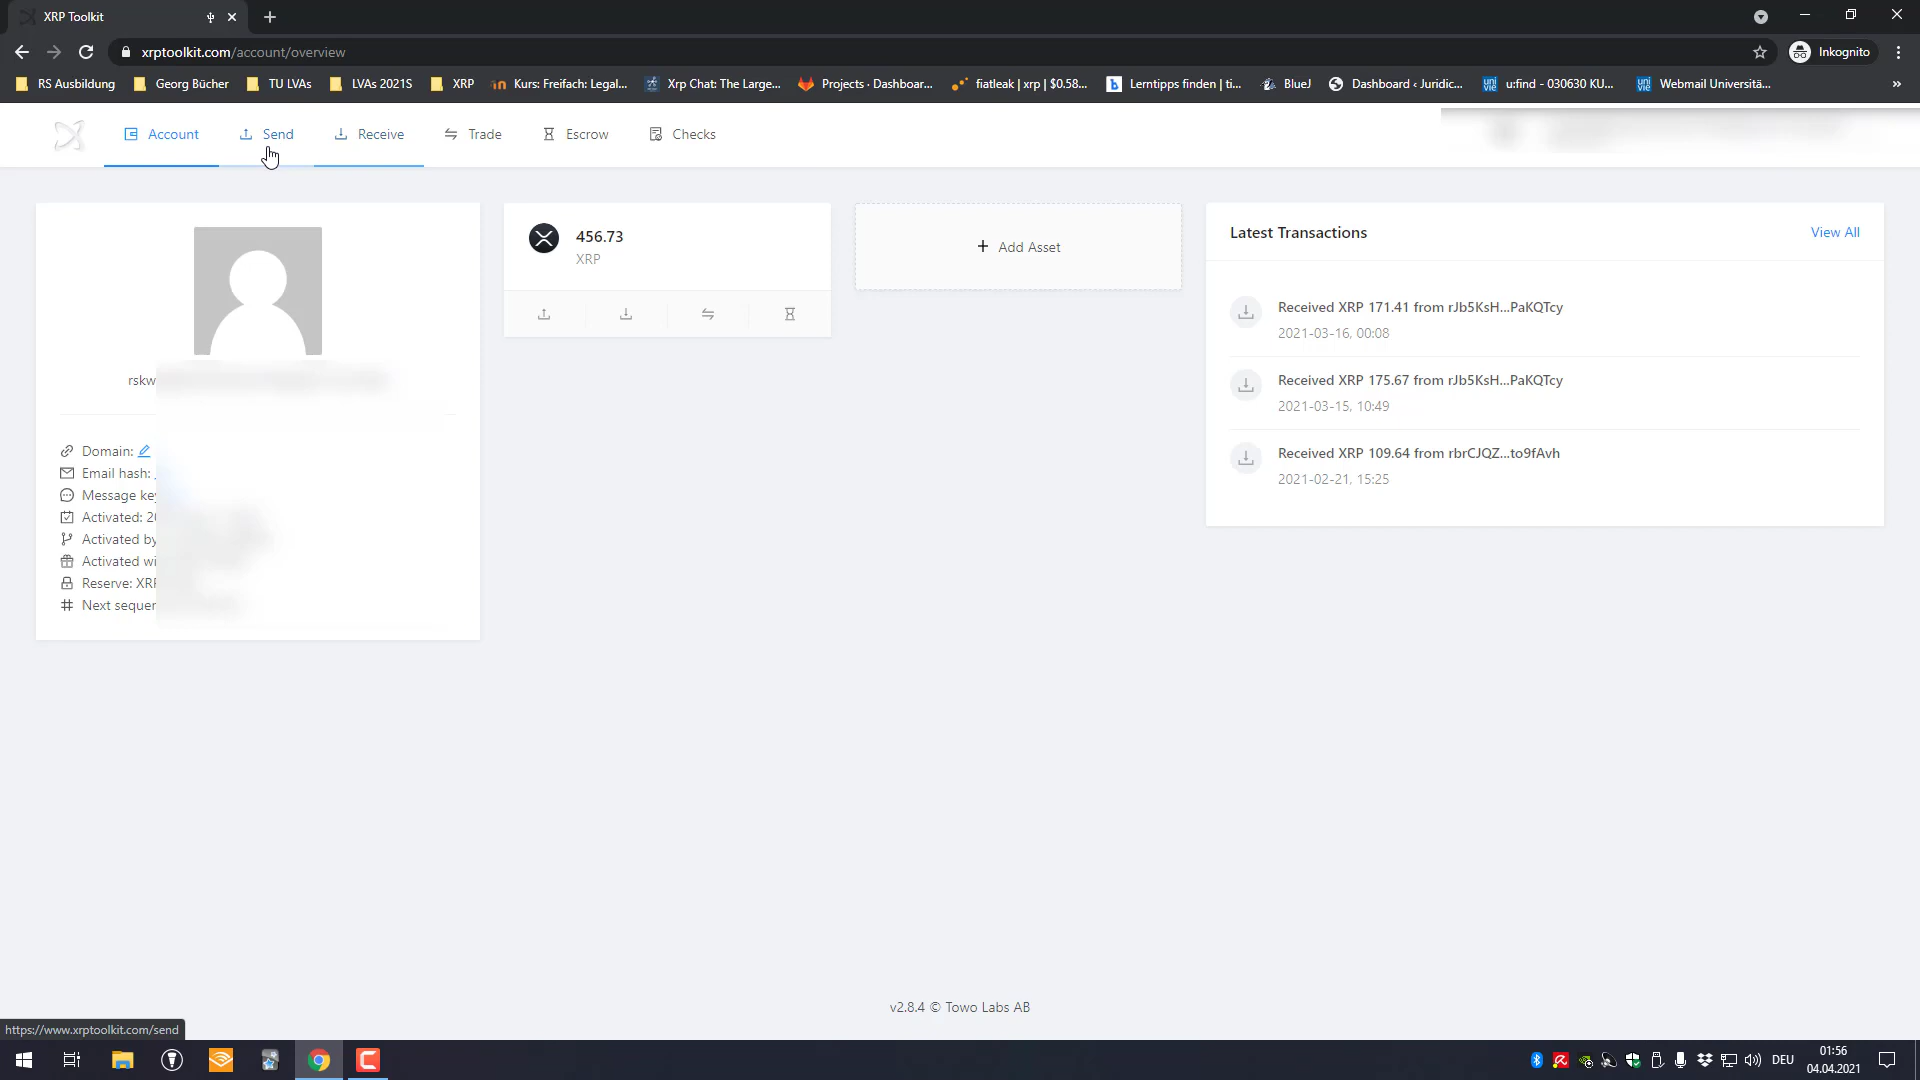 XRP Toolkit
xrptoolkit.com/account/overview
Inkognito
RS Ausbildung
Georg Bücher
TU LVAs
LVAs 2021S
XRP
Kurs: Freifach: Legal...
Xrp Chat: The Large...
Projects · Dashboar...
fiatleak | xrp | $0.58...
Lerntipps finden | ti...
BlueJ
Dashboard ‹ Juridic...
u:find - 030630 KU...
Webmail Universitä...
»
Account
Send
Receive
Trade
Escrow
Checks
rskw
Domain:
Email hash:
Message key
Activated: 20
Activated by
Activated wi
Reserve: XRP
Next sequer
456.73
XRP
+ Add Asset
Latest Transactions
View All
Received XRP 171.41 from rJb5KsH...PaKQTcy
2021-03-16, 00:08
Received XRP 175.67 from rJb5KsH...PaKQTcy
2021-03-15, 10:49
Received XRP 109.64 from rbrCJQZ...to9fAvh
2021-02-21, 15:25
v2.8.4 © Towo Labs AB
https://www.xrptoolkit.com/send
DEU
01:56
04.04.2021